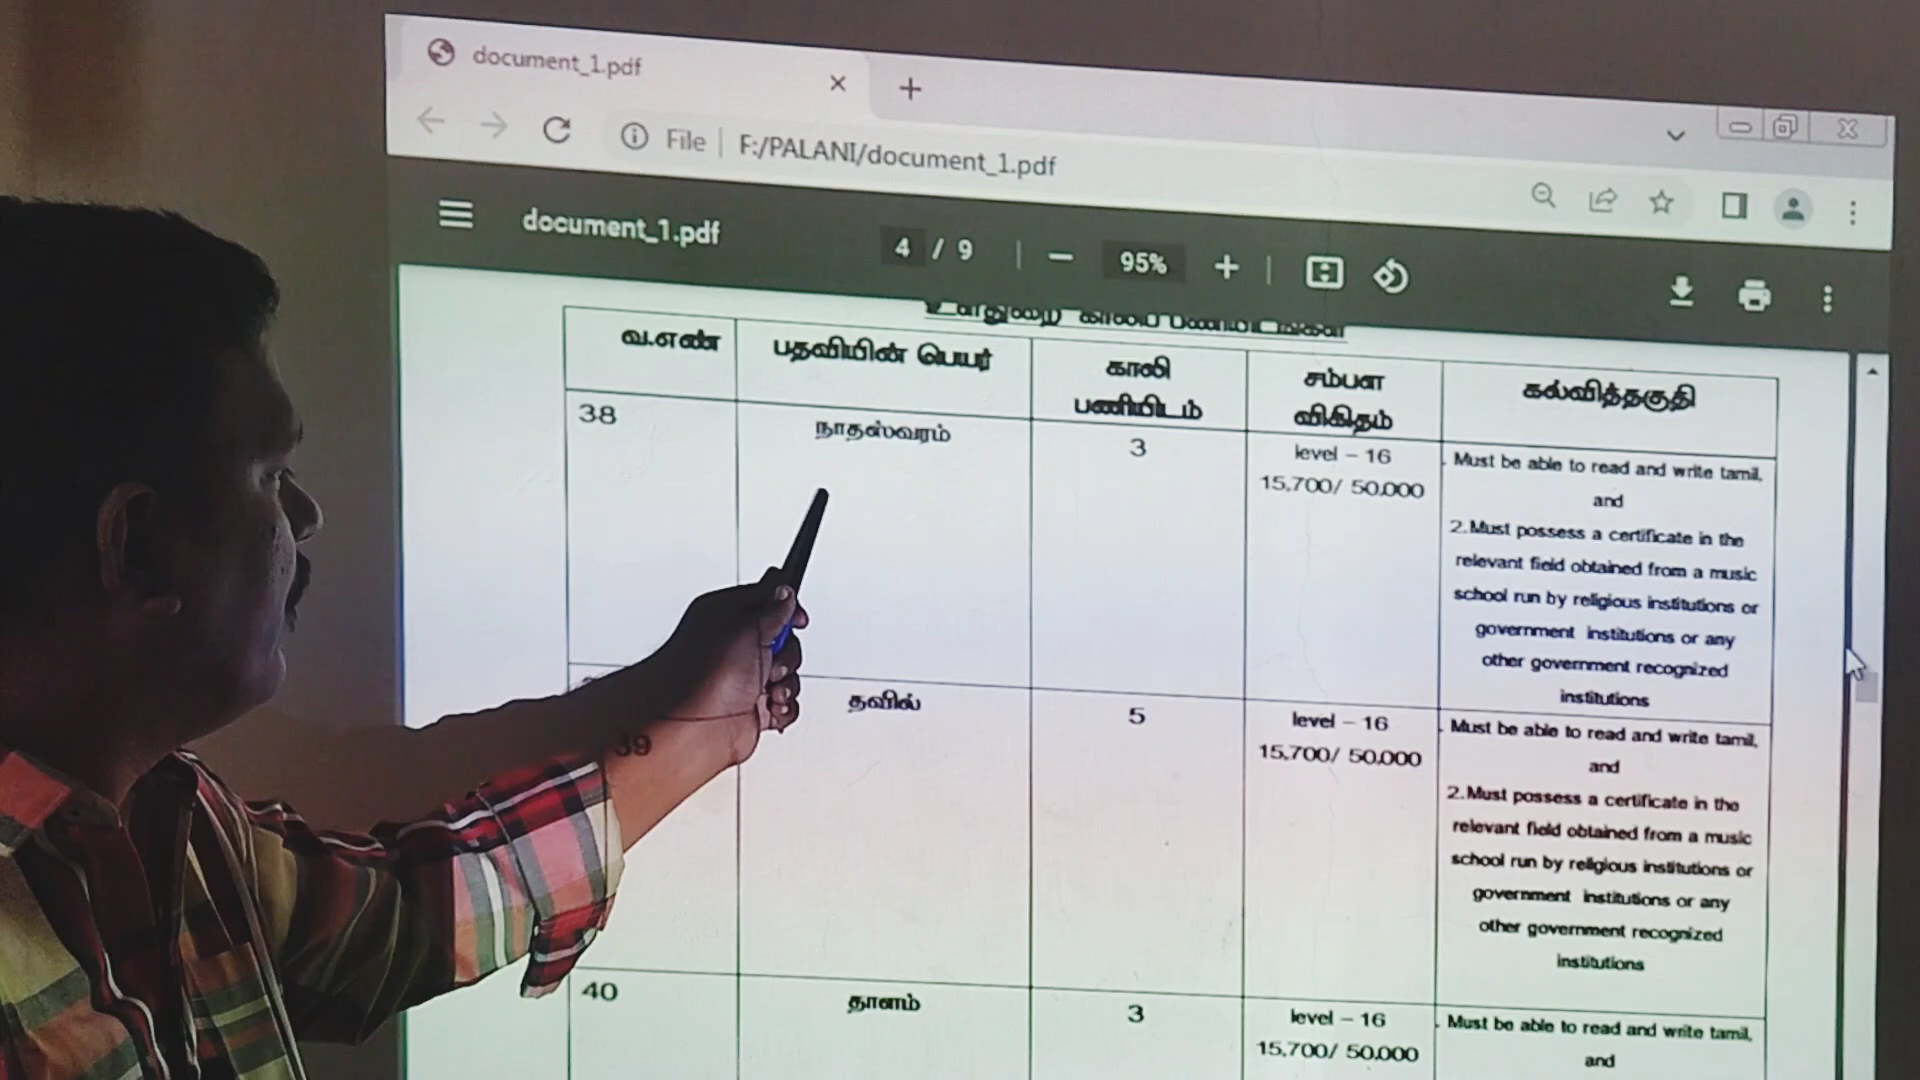 document_1.pdf
File F:/PALANI/document_1.pdf
document_1.pdf 4 / 9 95%
உள்துறை காலிப் பணியிடங்கள்
வ.எண் பதவியின் பெயர் காலி பணியிடம் சம்பள விகிதம் கல்வித்தகுதி
38 நாதஸ்வரம் 3 level – 16
15,700/ 50,000
. Must be able to read and write tamil,
and
2.Must possess a certificate in the
relevant field obtained from a music
school run by religious institutions or
government institutions or any
other government recognized
institutions
39 தவில் 5 level – 16
15,700/ 50,000
. Must be able to read and write tamil,
and
2.Must possess a certificate in the
relevant field obtained from a music
school run by religious institutions or
government institutions or any
other government recognized
institutions
40 தாளம் 3 level – 16
15,700/ 50,000
. Must be able to read and write tamil,
and